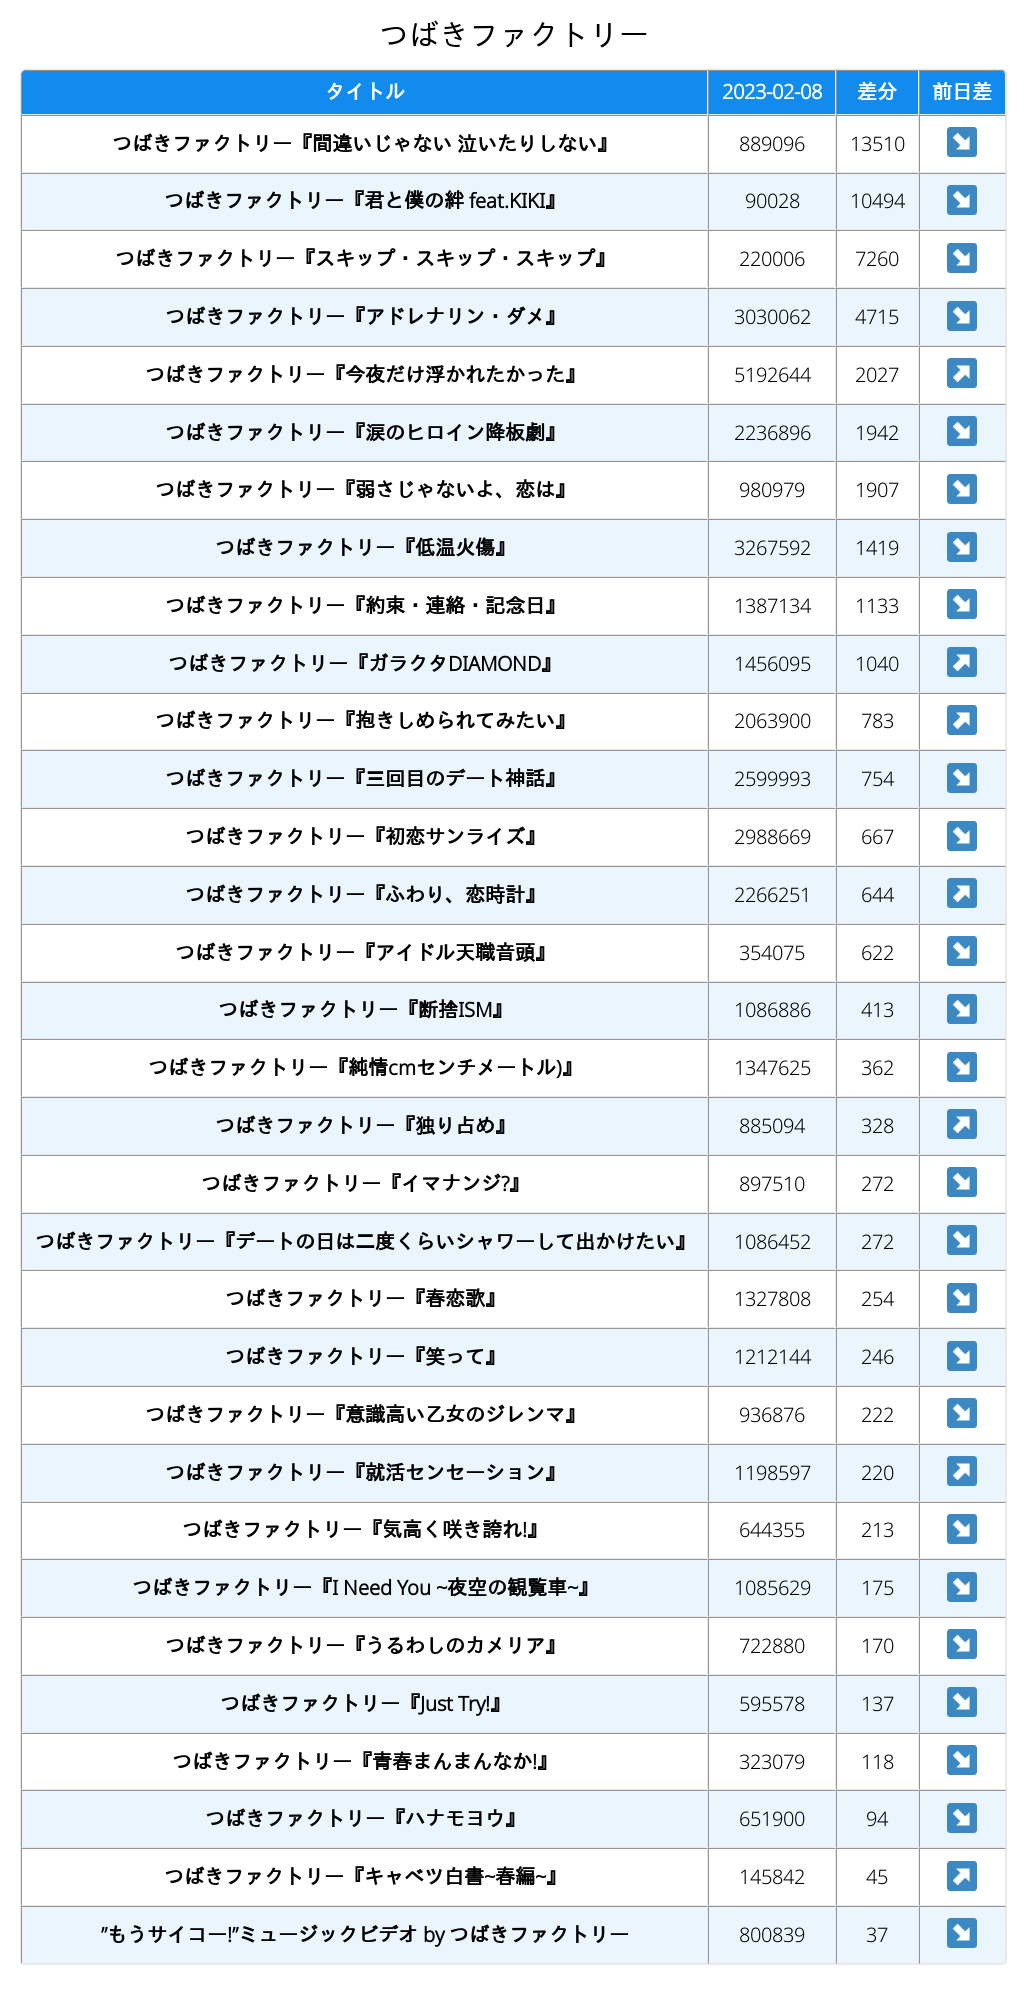 つばきファクトリー
タイトル 2023-02-08 差分 前日差
つばきファクトリー『間違いじゃない 泣いたりしない』 889096 13510 ↘
つばきファクトリー『君と僕の絆 feat.KIKI』 90028 10494 ↘
つばきファクトリー『スキップ・スキップ・スキップ』 220006 7260 ↘
つばきファクトリー『アドレナリン・ダメ』 3030062 4715 ↘
つばきファクトリー『今夜だけ浮かれたかった』 5192644 2027 ↗
つばきファクトリー『涙のヒロイン降板劇』 2236896 1942 ↘
つばきファクトリー『弱さじゃないよ、恋は』 980979 1907 ↘
つばきファクトリー『低温火傷』 3267592 1419 ↘
つばきファクトリー『約束・連絡・記念日』 1387134 1133 ↘
つばきファクトリー『ガラクタDIAMOND』 1456095 1040 ↗
つばきファクトリー『抱きしめられてみたい』 2063900 783 ↗
つばきファクトリー『三回目のデート神話』 2599993 754 ↘
つばきファクトリー『初恋サンライズ』 2988669 667 ↘
つばきファクトリー『ふわり、恋時計』 2266251 644 ↗
つばきファクトリー『アイドル天職音頭』 354075 622 ↘
つばきファクトリー『断捨ISM』 1086886 413 ↘
つばきファクトリー『純情cmセンチメートル)』 1347625 362 ↘
つばきファクトリー『独り占め』 885094 328 ↗
つばきファクトリー『イマナンジ?』 897510 272 ↘
つばきファクトリー『デートの日は二度くらいシャワーして出かけたい』 1086452 272 ↘
つばきファクトリー『春恋歌』 1327808 254 ↘
つばきファクトリー『笑って』 1212144 246 ↘
つばきファクトリー『意識高い乙女のジレンマ』 936876 222 ↘
つばきファクトリー『就活センセーション』 1198597 220 ↗
つばきファクトリー『気高く咲き誇れ!』 644355 213 ↘
つばきファクトリー『I Need You ~夜空の観覧車~』 1085629 175 ↘
つばきファクトリー『うるわしのカメリア』 722880 170 ↘
つばきファクトリー『Just Try!』 595578 137 ↘
つばきファクトリー『青春まんまんなか!』 323079 118 ↘
つばきファクトリー『ハナモヨウ』 651900 94 ↘
つばきファクトリー『キャベツ白書~春編~』 145842 45 ↗
”もうサイコー!”ミュージックビデオ by つばきファクトリー 800839 37 ↘